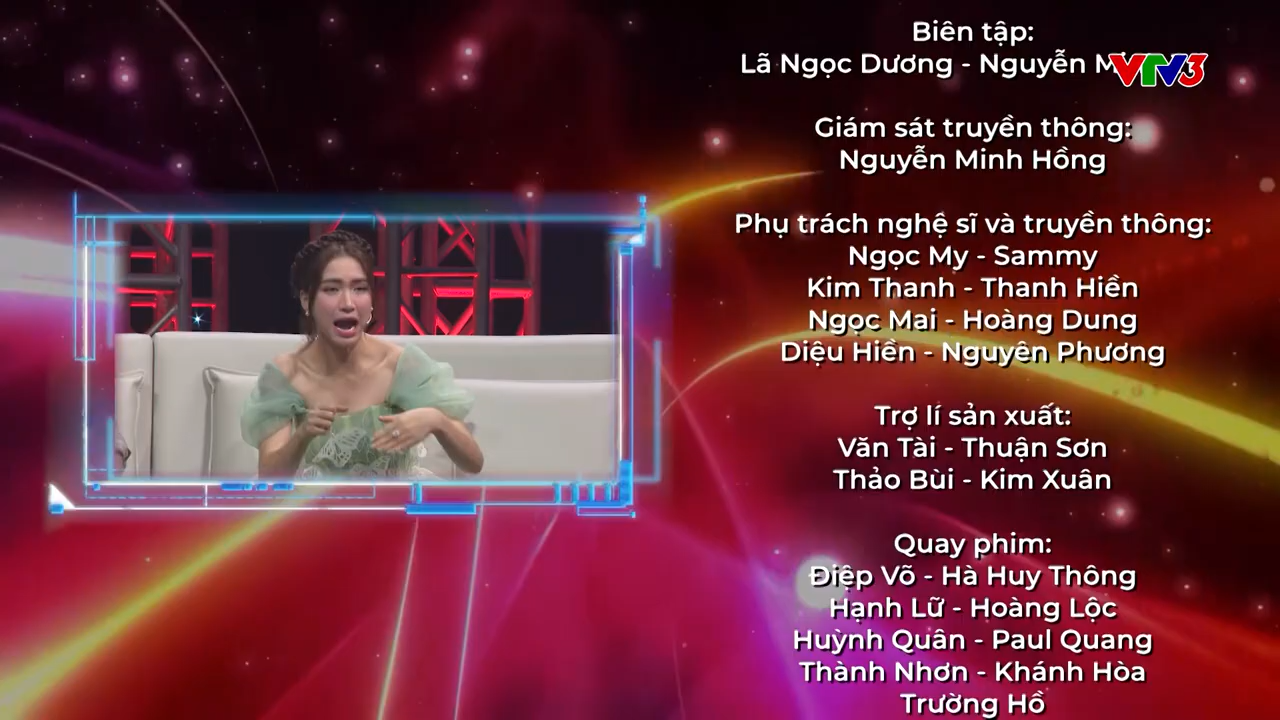 Biên tập:
Lã Ngọc Dương - Nguyễn
VTV3
Giám sát truyền thông:
Nguyễn Minh Hồng
Phụ trách nghệ sĩ và truyền thông:
Ngọc My - Sammy
Kim Thanh - Thanh Hiền
Ngọc Mai - Hoàng Dung
Diệu Hiền - Nguyên Phương
Trợ lí sản xuất:
Văn Tài - Thuận Sơn
Thảo Bùi - Kim Xuân
Quay phim:
Điệp Võ - Hà Huy Thông
Hạnh Lữ - Hoàng Lộc
Huỳnh Quân - Paul Quang
Thành Nhơn - Khánh Hòa
Trường Hồ